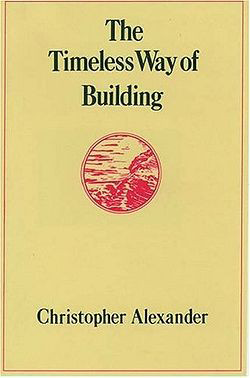 The
Timeless Way of
Building
Christopher Alexander